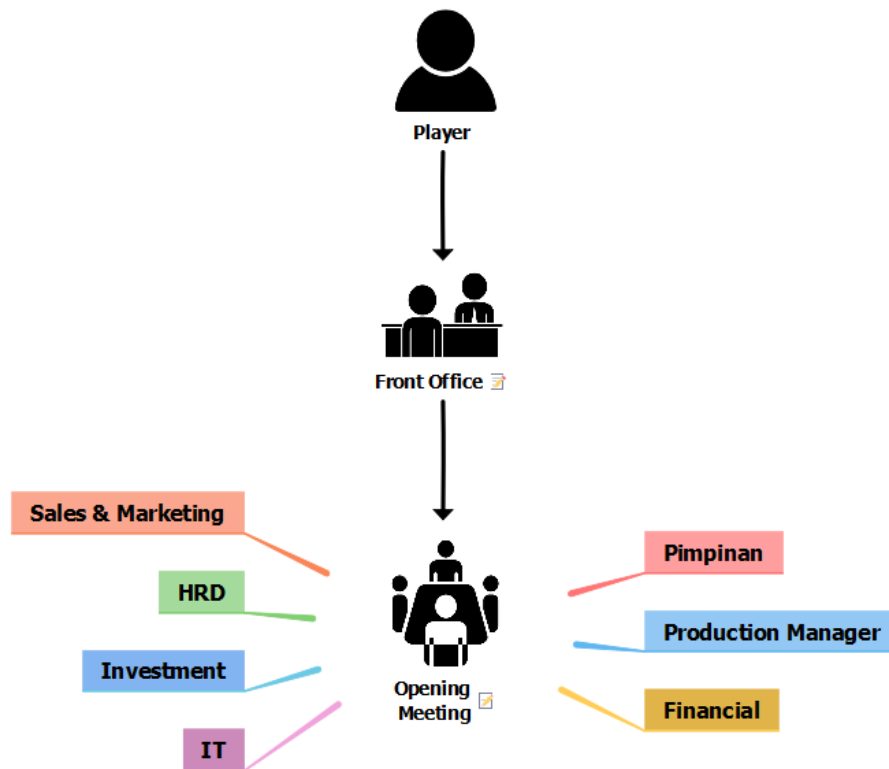 Player
Front Office
Sales & Marketing
Pimpinan
HRD
Production Manager
Investment
Opening
Meeting
Financial
IT